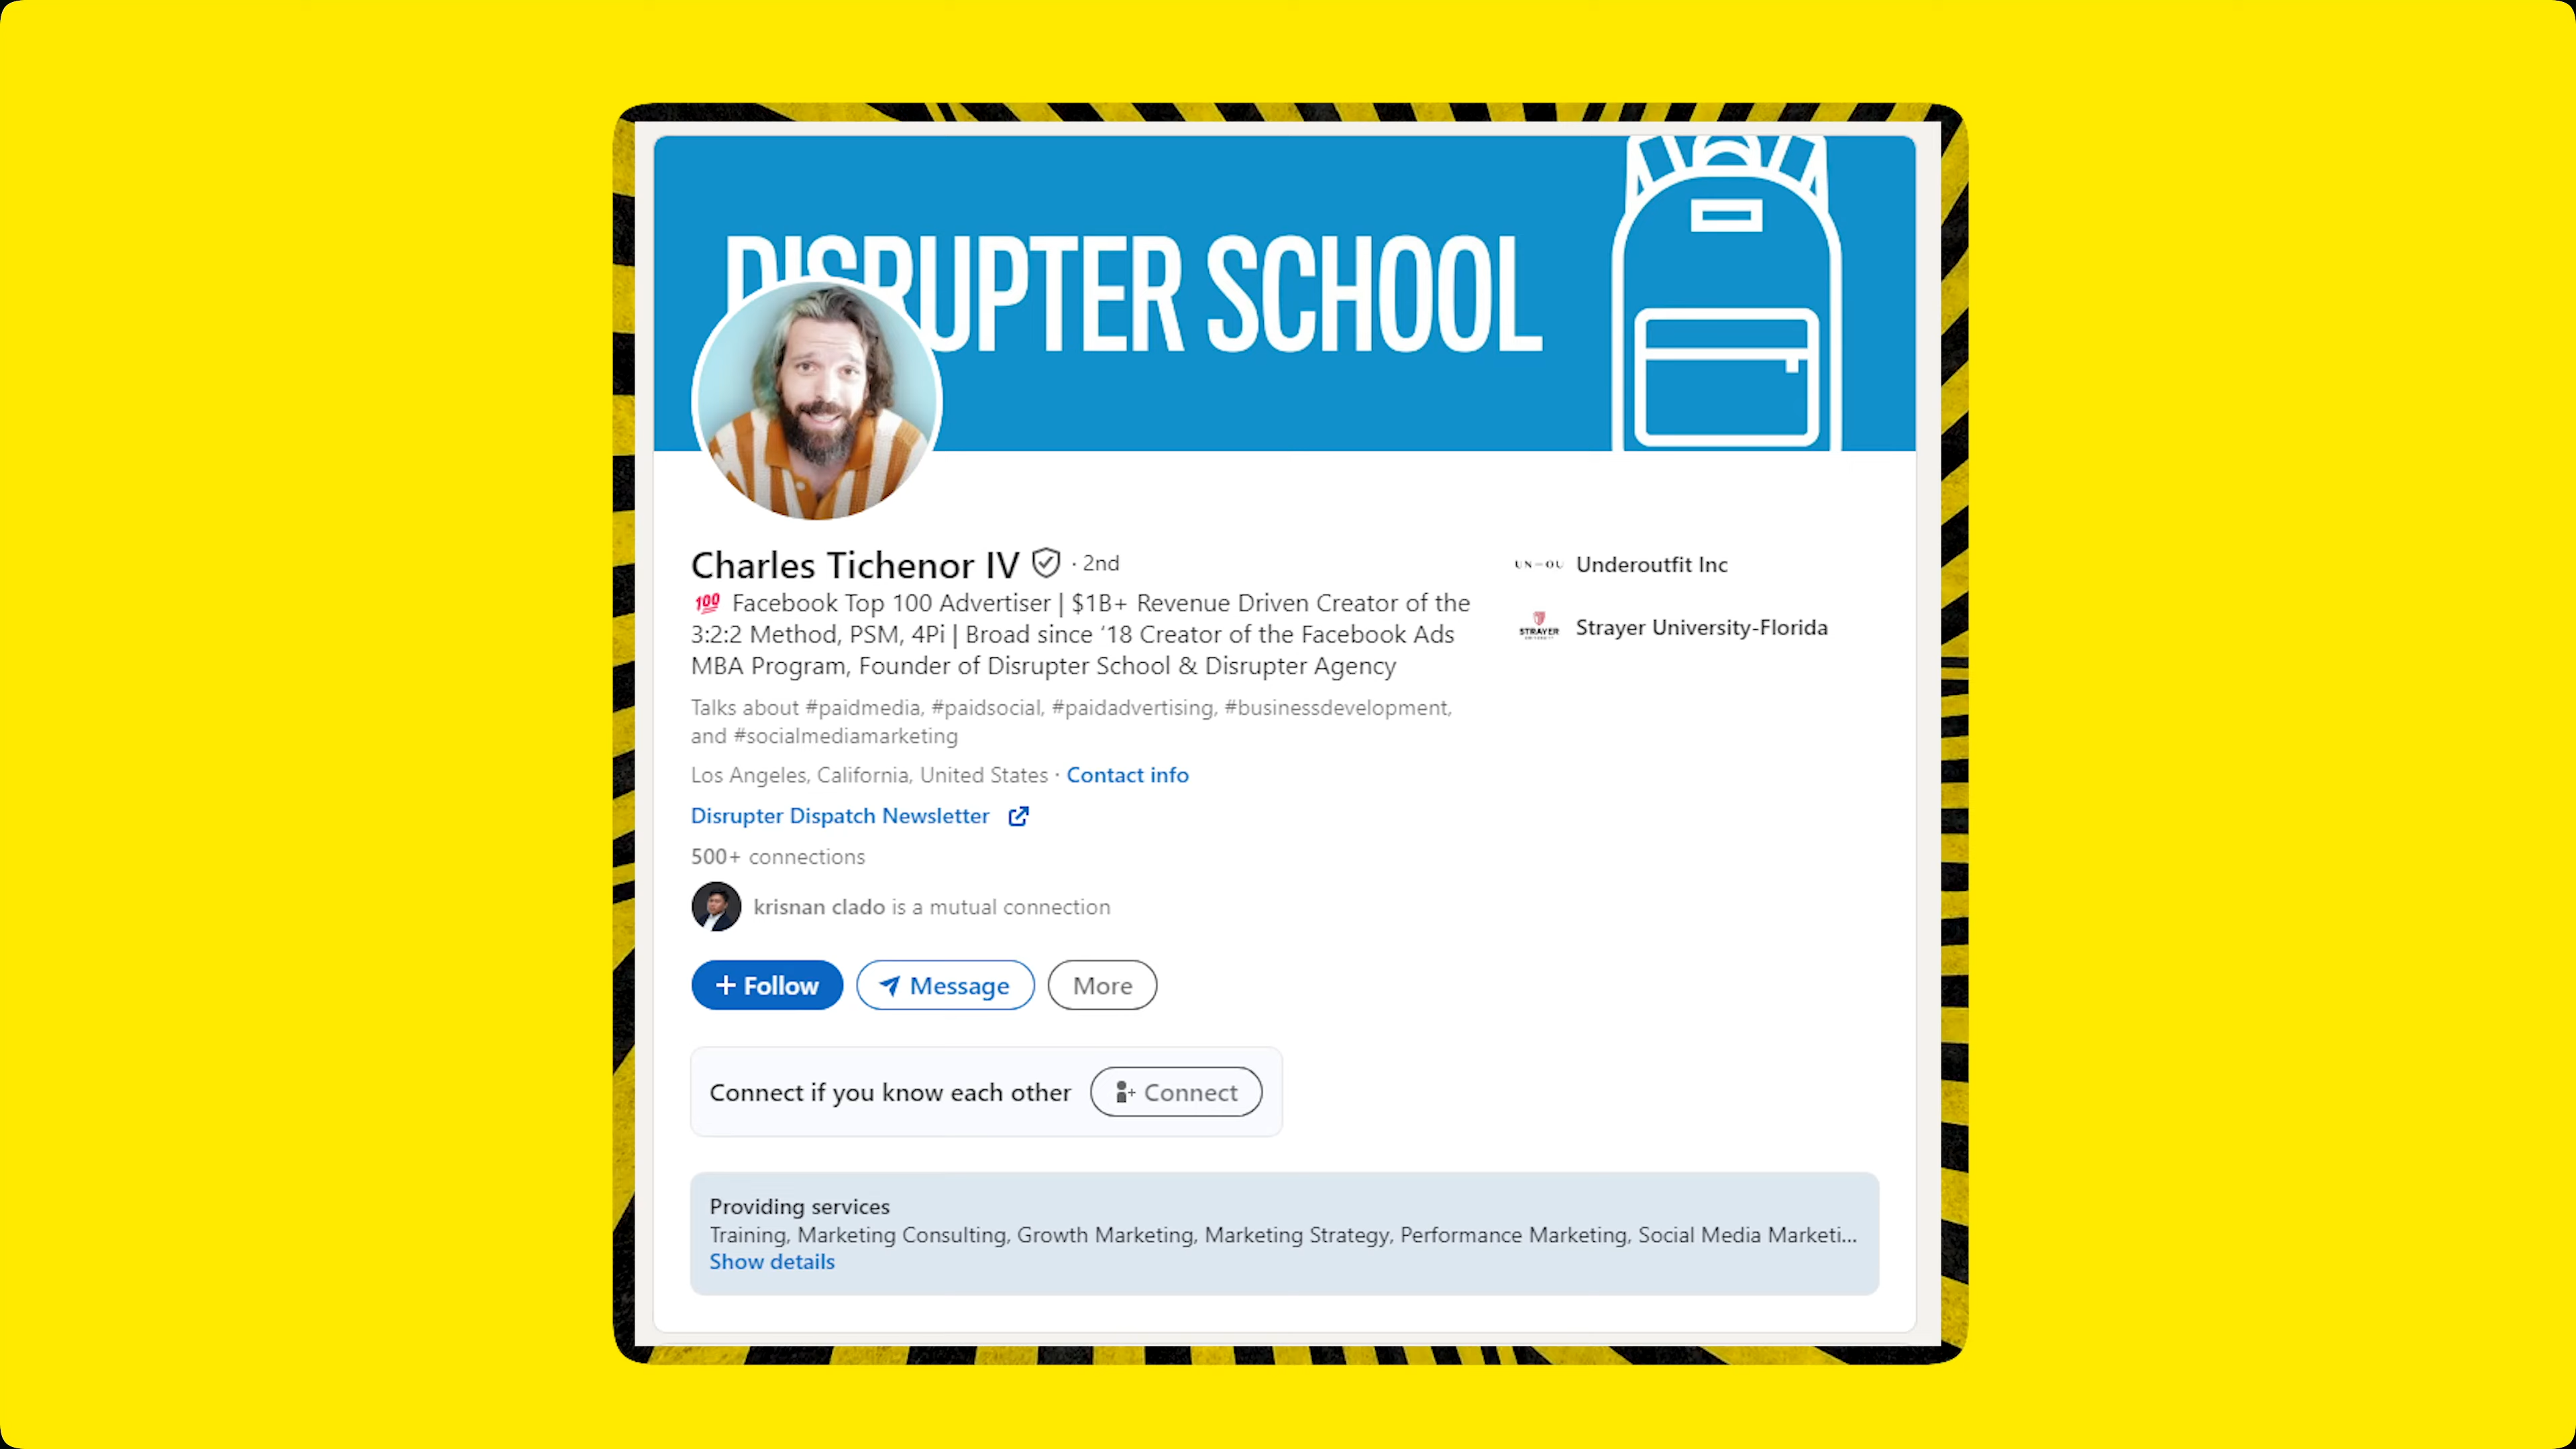 DISRUPTER SCHOOL
Charles Tichenor IV · 2nd
💯 Facebook Top 100 Advertiser | $1B+ Revenue Driven Creator of the
3:2:2 Method, PSM, 4Pi | Broad since ‘18 Creator of the Facebook Ads
MBA Program, Founder of Disrupter School & Disrupter Agency
Talks about #paidmedia, #paidsocial, #paidadvertising, #businessdevelopment,
and #socialmediamarketing
Los Angeles, California, United States · Contact info
Disrupter Dispatch Newsletter
500+ connections
krisnan clado is a mutual connection
+ Follow
Message
More
Connect if you know each other
Connect
Providing services
Training, Marketing Consulting, Growth Marketing, Marketing Strategy, Performance Marketing, Social Media Marketi...
Show details
UN—OU Underoutfit Inc
STRAYER
Strayer University-Florida